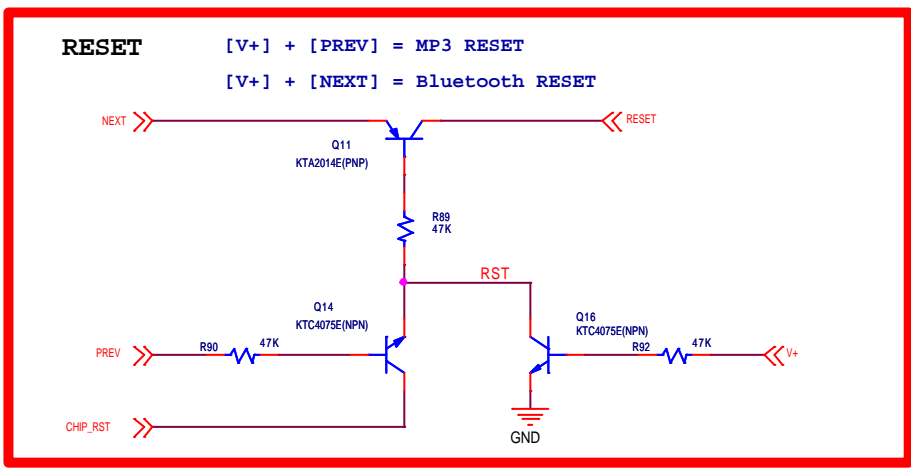 RESET
[V+] + [PREV] = MP3 RESET
[V+] + [NEXT] = Bluetooth RESET
NEXT
RESET
Q11
KTA2014E(PNP)
R89
47K
RST
Q14
KTC4075E(NPN)
Q16
KTC4075E(NPN)
PREV
R90
47K
R92
47K
V+
CHIP_RST
GND